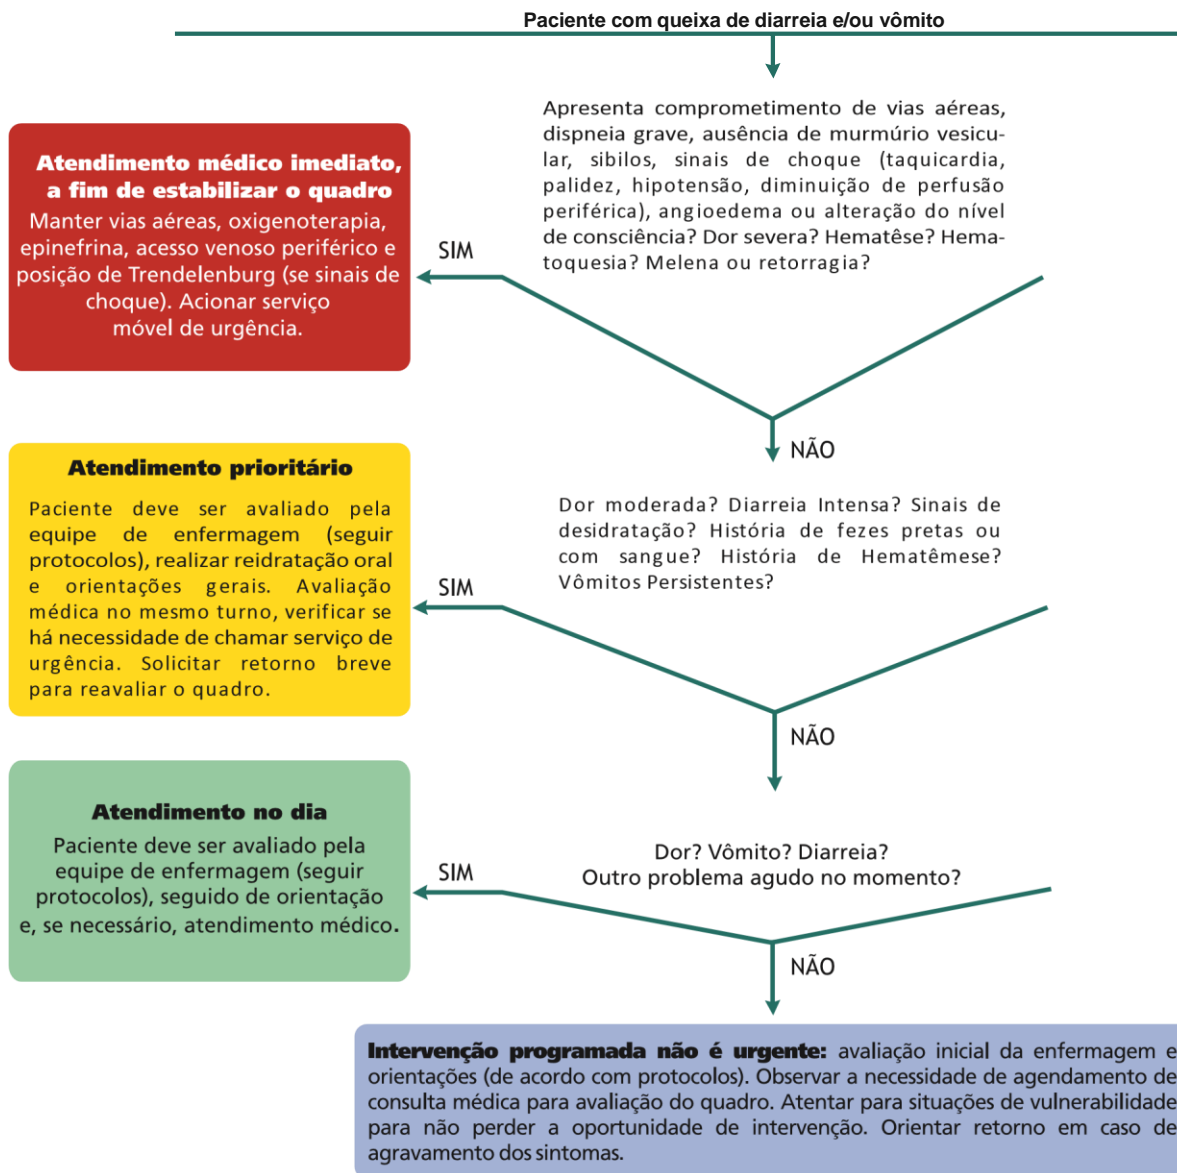 Paciente com queixa de diarreia e/ou vômito
Apresenta comprometimento de vias aéreas,
dispneia grave, ausência de murmúrio vesicu-
lar, sibilos, sinais de choque (taquicardia,
palidez, hipotensão, diminuição de perfusão
periférica), angioedema ou alteração do nível
de consciência? Dor severa? Hematêse? Hema-
toquesia? Melena ou retorragia?
SIM
Atendimento médico imediato,
a fim de estabilizar o quadro
Manter vias aéreas, oxigenoterapia,
epinefrina, acesso venoso periférico e
posição de Trendelenburg (se sinais de
choque). Acionar serviço
móvel de urgência.
NÃO
Dor moderada? Diarreia Intensa? Sinais de
desidratação? História de fezes pretas ou
com sangue? História de Hematêmese?
Vômitos Persistentes?
SIM
Atendimento prioritário
Paciente deve ser avaliado pela
equipe de enfermagem (seguir
protocolos), realizar reidratação oral
e orientações gerais. Avaliação
médica no mesmo turno, verificar se
há necessidade de chamar serviço de
urgência. Solicitar retorno breve
para reavaliar o quadro.
NÃO
Dor? Vômito? Diarreia?
Outro problema agudo no momento?
SIM
Atendimento no dia
Paciente deve ser avaliado pela
equipe de enfermagem (seguir
protocolos), seguido de orientação
e, se necessário, atendimento médico.
NÃO
Intervenção programada não é urgente: avaliação inicial da enfermagem e
orientações (de acordo com protocolos). Observar a necessidade de agendamento de
consulta médica para avaliação do quadro. Atentar para situações de vulnerabilidade
para não perder a oportunidade de intervenção. Orientar retorno em caso de
agravamento dos sintomas.